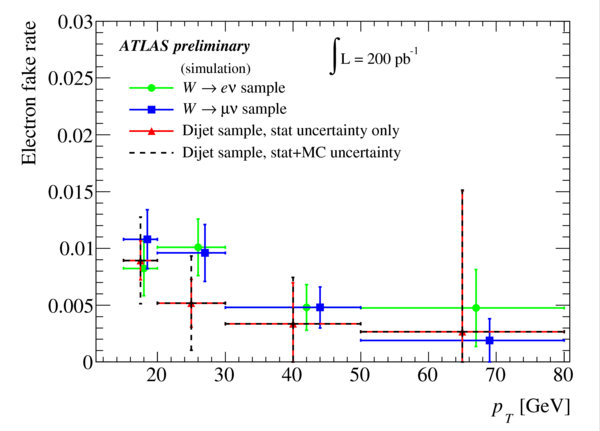 0.03
0.025
0.02
0.015
0.01
0.005
0
Electron fake rate
ATLAS preliminary
(simulation)
∫L = 200 pb⁻¹
W → eν sample
W → μν sample
Dijet sample, stat uncertainty only
Dijet sample, stat+MC uncertainty
20 30 40 50 60 70 80
p_T [GeV]